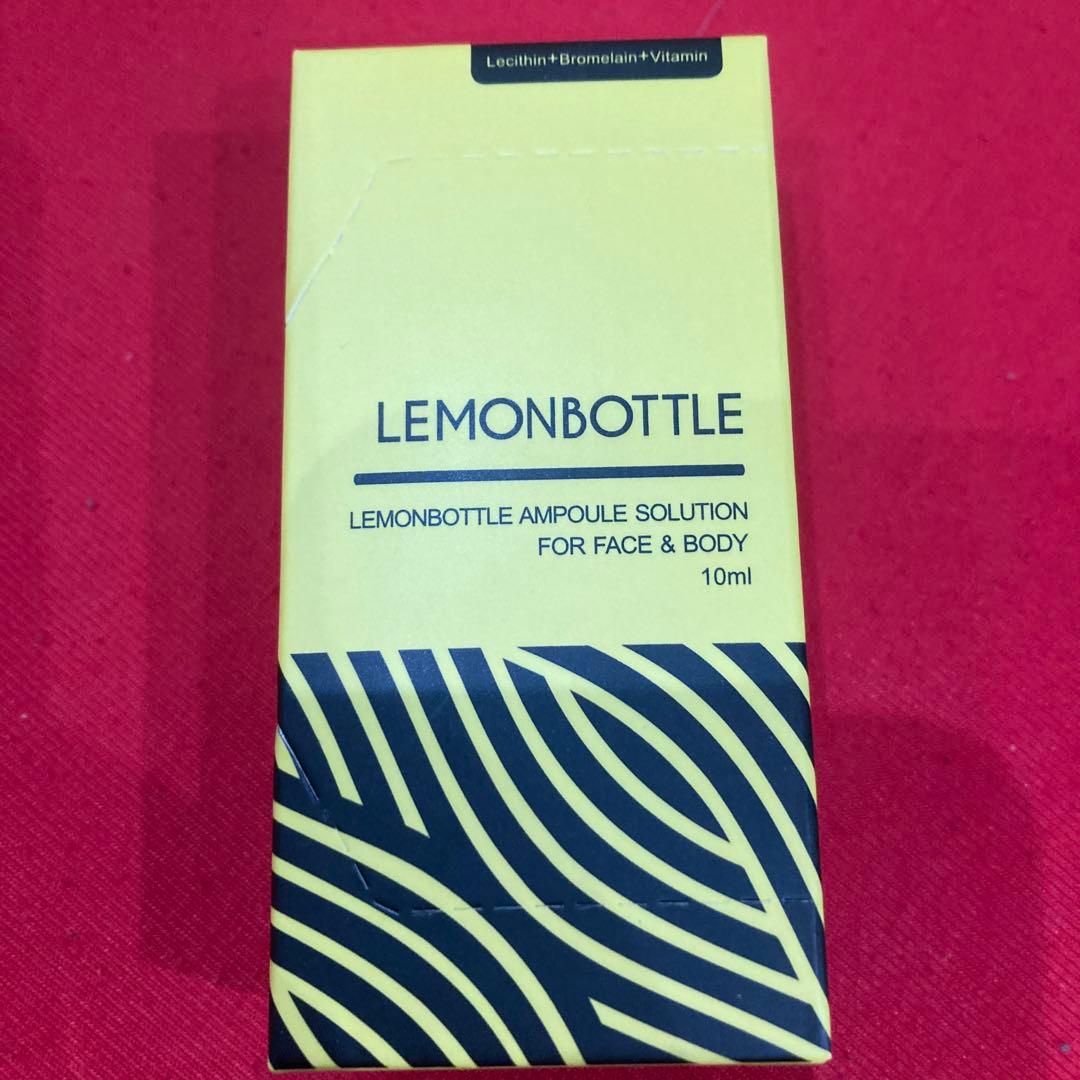 Lecithin+Bromelain+Vitamin
LEMONBOTTLE
LEMONBOTTLE AMPOULE SOLUTION
FOR FACE & BODY
10ml